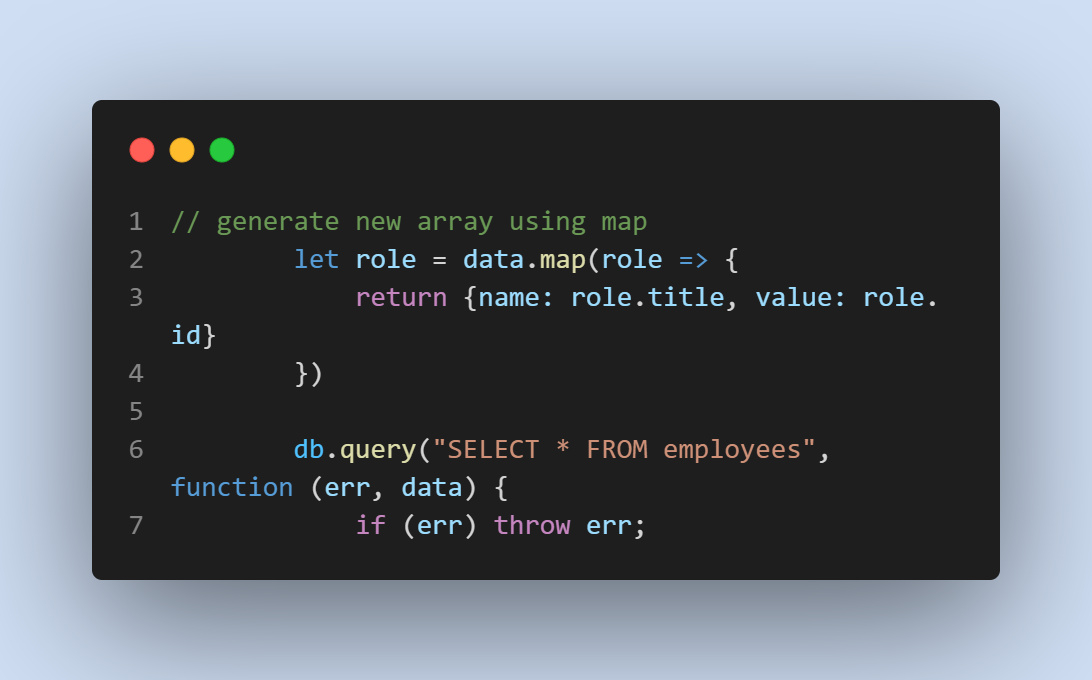 1 // generate new array using map
2         let role = data.map(role => {
3             return {name: role.title, value: role.
id}
4         })
5
6         db.query("SELECT * FROM employees",
function (err, data) {
7             if (err) throw err;